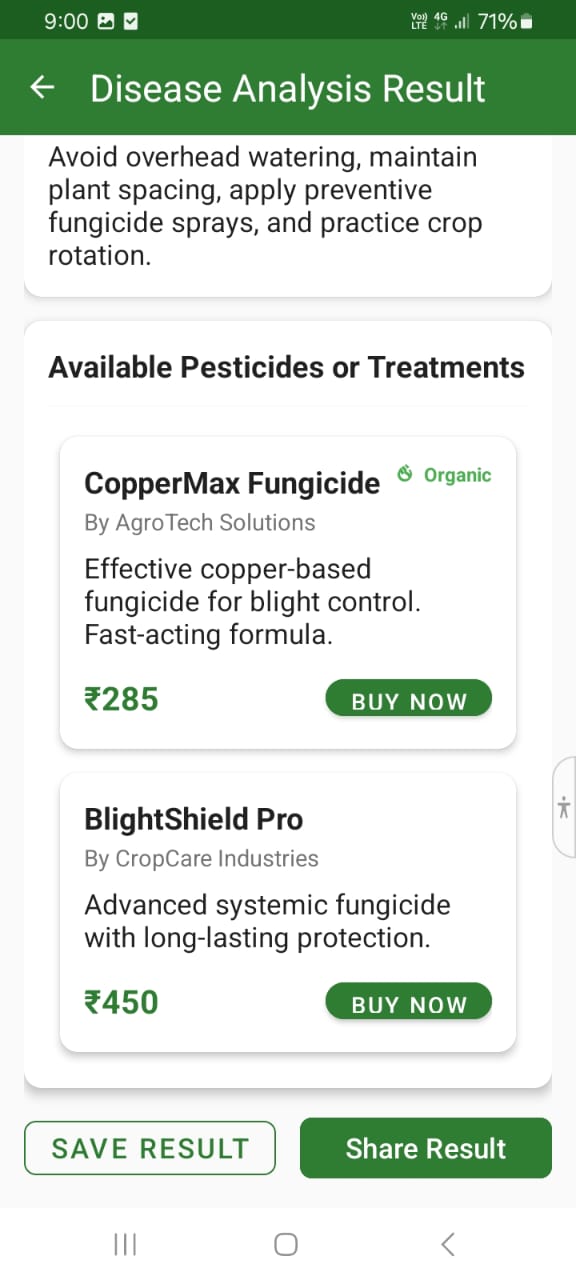 9:00 Vo)) LTE 4G 71%
Disease Analysis Result
Avoid overhead watering, maintain
plant spacing, apply preventive
fungicide sprays, and practice crop
rotation.
Available Pesticides or Treatments
CopperMax Fungicide Organic
By AgroTech Solutions
Effective copper-based
fungicide for blight control.
Fast-acting formula.
₹285 BUY NOW
BlightShield Pro
By CropCare Industries
Advanced systemic fungicide
with long-lasting protection.
₹450 BUY NOW
SAVE RESULT Share Result